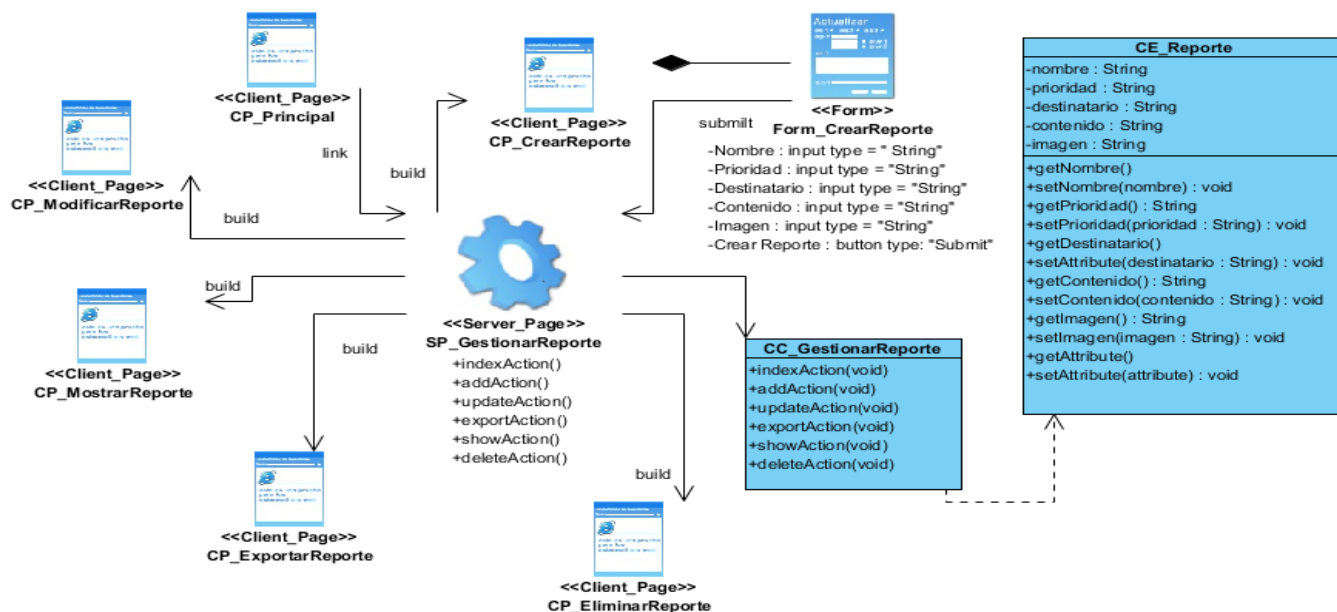 <<Client_Page>>
CP_Principal
<<Client_Page>>
CP_ModificarReporte
<<Client_Page>>
CP_MostrarReporte
<<Client_Page>>
CP_ExportarReporte
<<Client_Page>>
CP_EliminarReporte
<<Client_Page>>
CP_CrearReporte
link
build
build
build
build
build
submilt
<<Server_Page>>
SP_GestionarReporte
+indexAction()
+addAction()
+updateAction()
+exportAction()
+showAction()
+deleteAction()
Actualizar
<<Form>>
Form_CrearReporte
-Nombre : input type = " String"
-Prioridad : input type = "String"
-Destinatario : input type = "String"
-Contenido : input type = "String"
-Imagen : input type = "String"
-Crear Reporte : button type: "Submit"
CC_GestionarReporte
+indexAction(void)
+addAction(void)
+updateAction(void)
+exportAction(void)
+showAction(void)
+deleteAction(void)
CE_Reporte
-nombre : String
-prioridad : String
-destinatario : String
-contenido : String
-imagen : String
+getNombre()
+setNombre(nombre) : void
+getPrioridad() : String
+setPrioridad(prioridad : String) : void
+getDestinatario()
+setAttribute(destinatario : String) : void
+getContenido() : String
+setContenido(contenido : String) : void
+getImagen() : String
+setImagen(imagen : String) : void
+getAttribute()
+setAttribute(attribute) : void